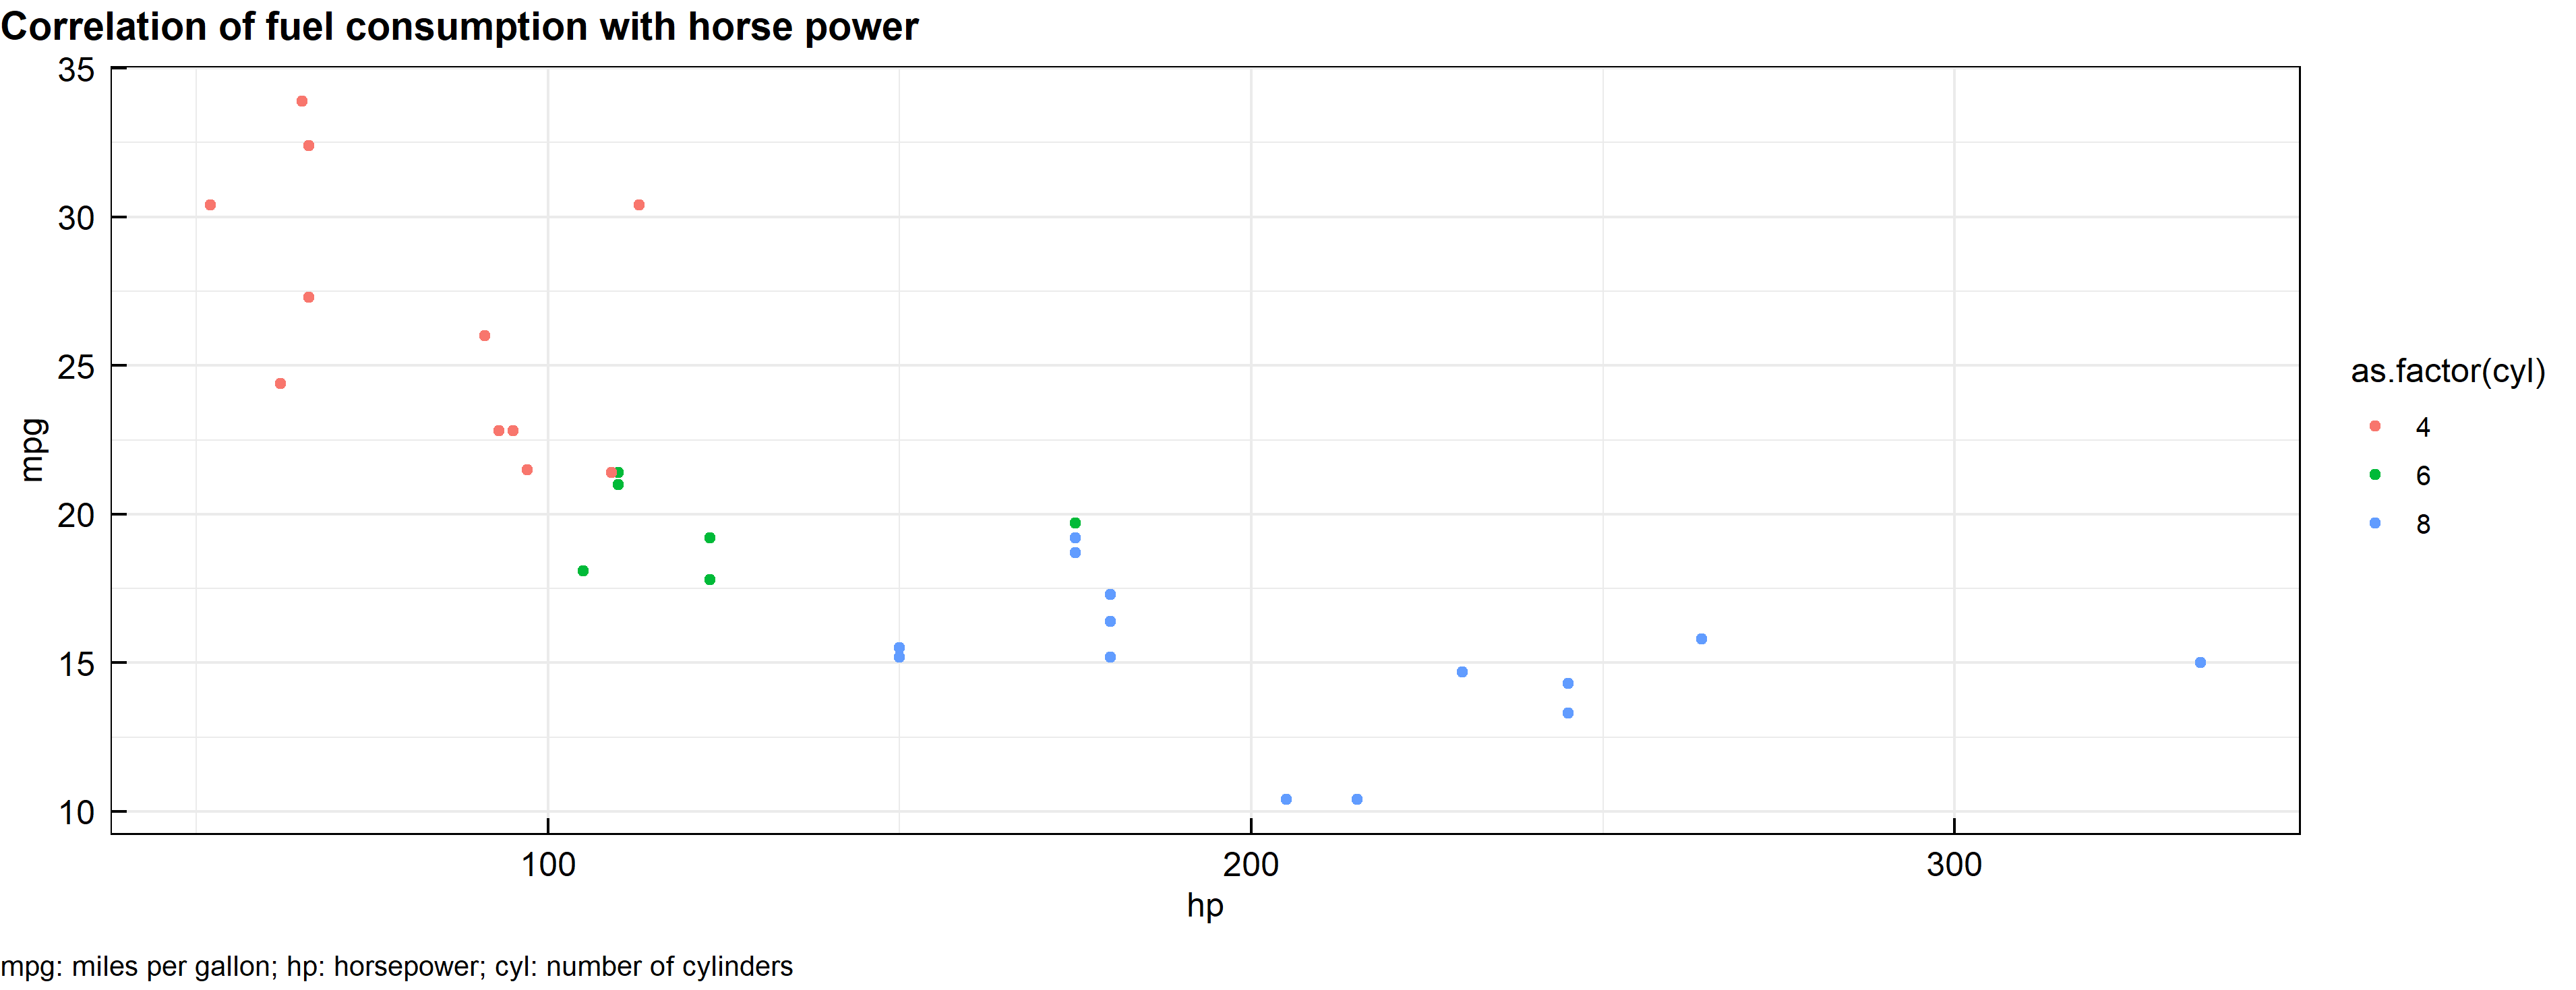 Correlation of fuel consumption with horse power
35
30
25
20
15
10
mpg
100 200 300
hp
as.factor(cyl)
4
6
8
mpg: miles per gallon; hp: horsepower; cyl: number of cylinders